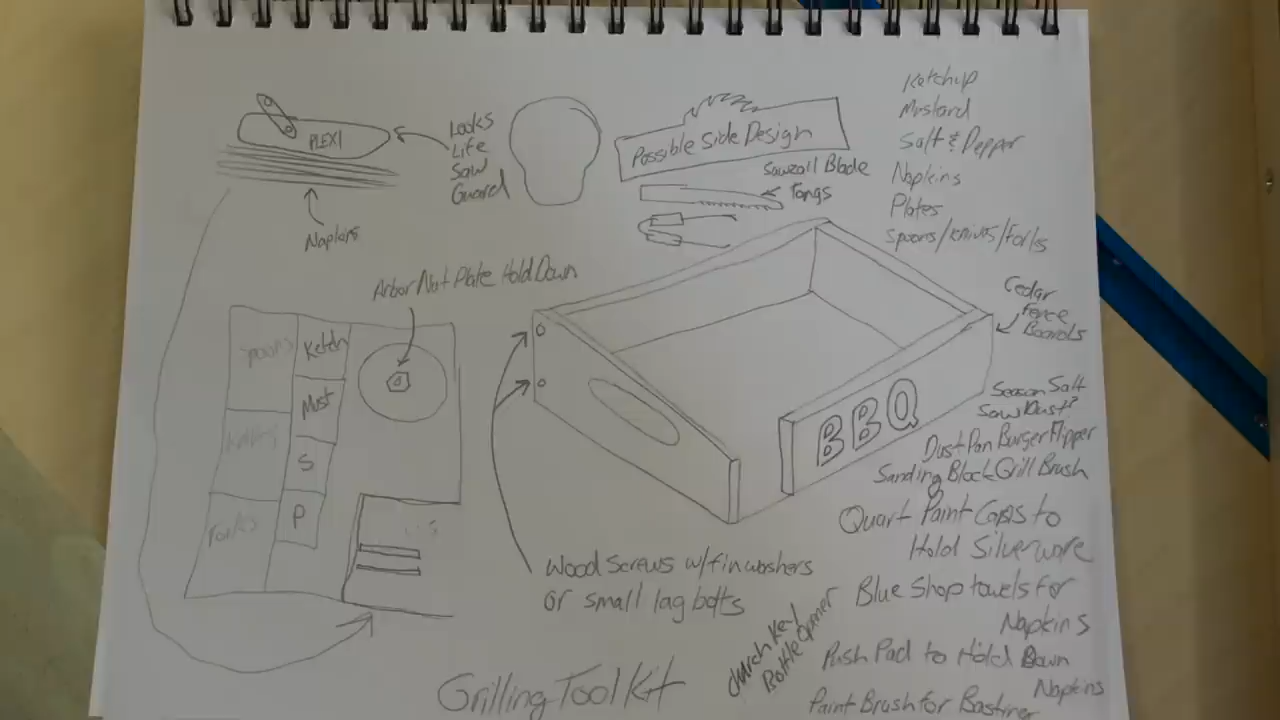 PLEXI
Looks
Life
Saw
Guard
Napkins
Possible Side Design
Sawzall Blade
Tongs
Ketchup
Mustard
Salt & Pepper
Napkins
Plates
Spoons/knives/forks
Arbor Nut Plate Hold Down
Cedar
Fence
Boards
Spoons
Ketch
Must
S
P
Forks
BBQ
Season Salt
Saw Dust?
Dust Pan Burger Flipper
Sanding Block Grill Brush
Quart Paint Cans to
Hold Silverware
Blue Shop towels for
Napkins
Push Pad to Hold Down
Napkins
Paint Brush for Basting
Wood Screws w/finwashers
or small lag bolts
Church Key
Bottle Opener
Grilling Tool Kit